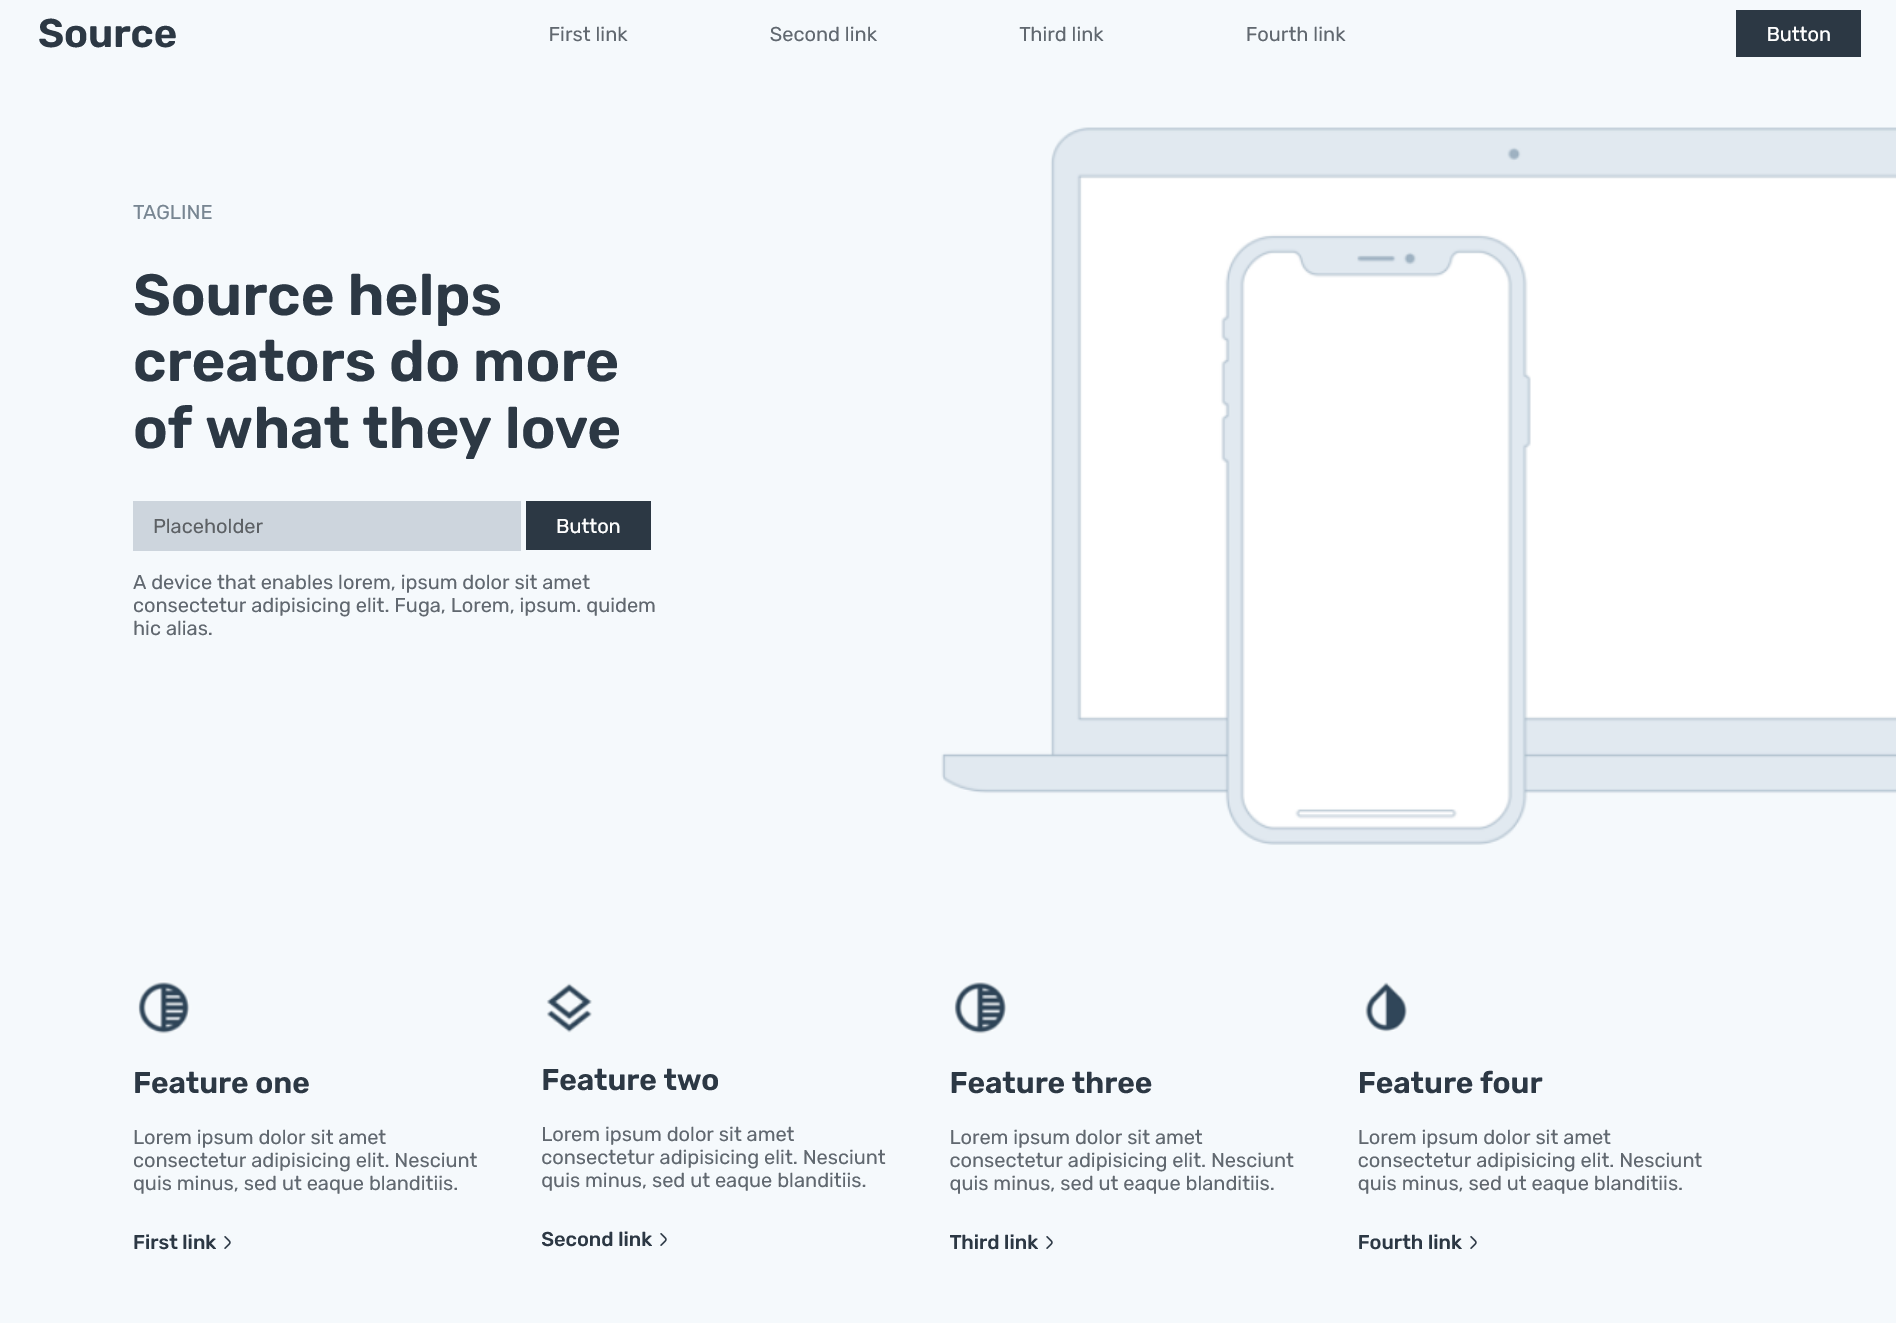 Source
First link
Second link
Third link
Fourth link
Button
TAGLINE
Source helps
creators do more
of what they love
Placeholder
Button
A device that enables lorem, ipsum dolor sit amet
consectetur adipisicing elit. Fuga, Lorem, ipsum. quidem
hic alias.
Feature one
Lorem ipsum dolor sit amet
consectetur adipisicing elit. Nesciunt
quis minus, sed ut eaque blanditiis.
First link
Feature two
Lorem ipsum dolor sit amet
consectetur adipisicing elit. Nesciunt
quis minus, sed ut eaque blanditiis.
Second link
Feature three
Lorem ipsum dolor sit amet
consectetur adipisicing elit. Nesciunt
quis minus, sed ut eaque blanditiis.
Third link
Feature four
Lorem ipsum dolor sit amet
consectetur adipisicing elit. Nesciunt
quis minus, sed ut eaque blanditiis.
Fourth link